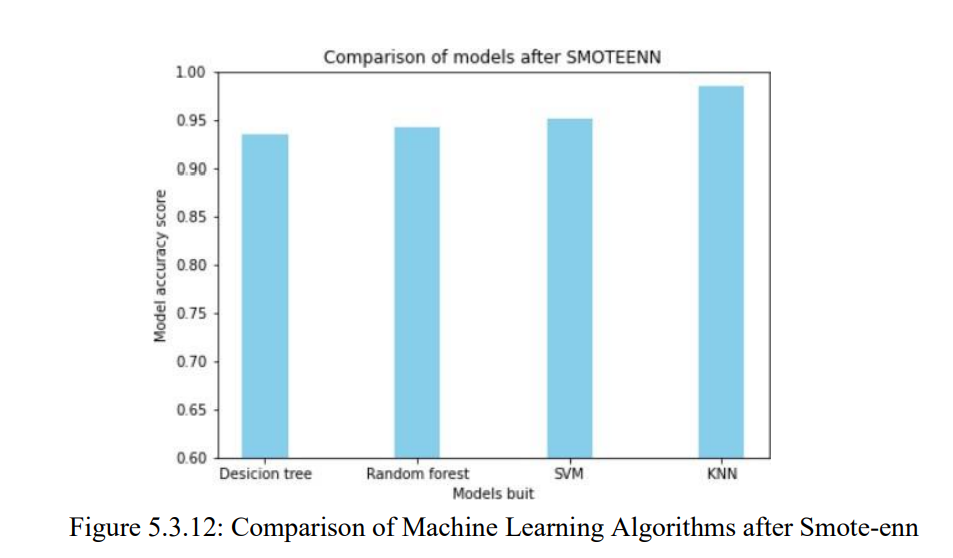 Comparison of models after SMOTEENN
1.00
0.95
0.90
0.85
0.80
0.75
0.70
0.65
0.60
Model accuracy score
Desicion tree Random forest SVM KNN
Models buit
Figure 5.3.12: Comparison of Machine Learning Algorithms after Smote-enn